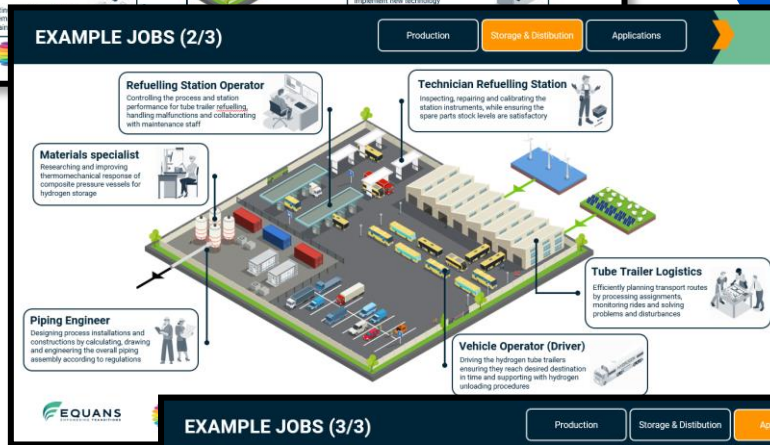 implement new technology
EXAMPLE JOBS (2/3)
Production
Storage & Distibution
Applications
Refuelling Station Operator
Controlling the process and station
performance for tube trailer refuelling,
handling malfunctions and collaborating
with maintenance staff
Technician Refuelling Station
Inspecting, repairing and calibrating the
station instruments, while ensuring the
spare parts stock levels are satisfactory
Materials specialist
Researching and improving
thermomechanical response of
composite pressure vessels for
hydrogen storage
Tube Trailer Logistics
Efficiently planning transport routes
by processing assignments,
monitoring rides and solving
problems and disturbances
Piping Engineer
Designing process installations and
constructions by calculating, drawing
and engineering the overall piping
assembly according to regulations
Vehicle Operator (Driver)
Driving the hydrogen tube trailers
ensuring they reach desired destination
in time and supporting with hydrogen
unloading procedures
EQUANS
EMPOWERING TRANSITIONS
EXAMPLE JOBS (3/3)
Production
Storage & Distibution